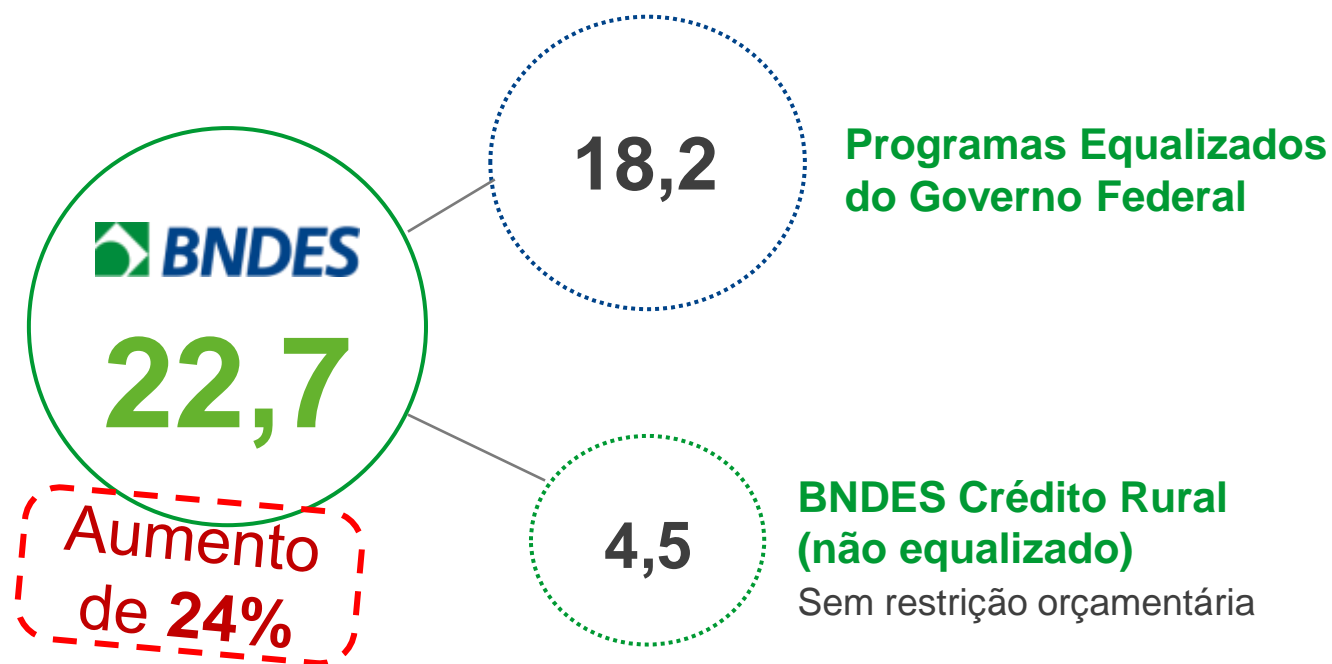 BNDES
22,7
Aumento
de 24%
18,2
Programas Equalizados
do Governo Federal
4,5
BNDES Crédito Rural
(não equalizado)
Sem restrição orçamentária